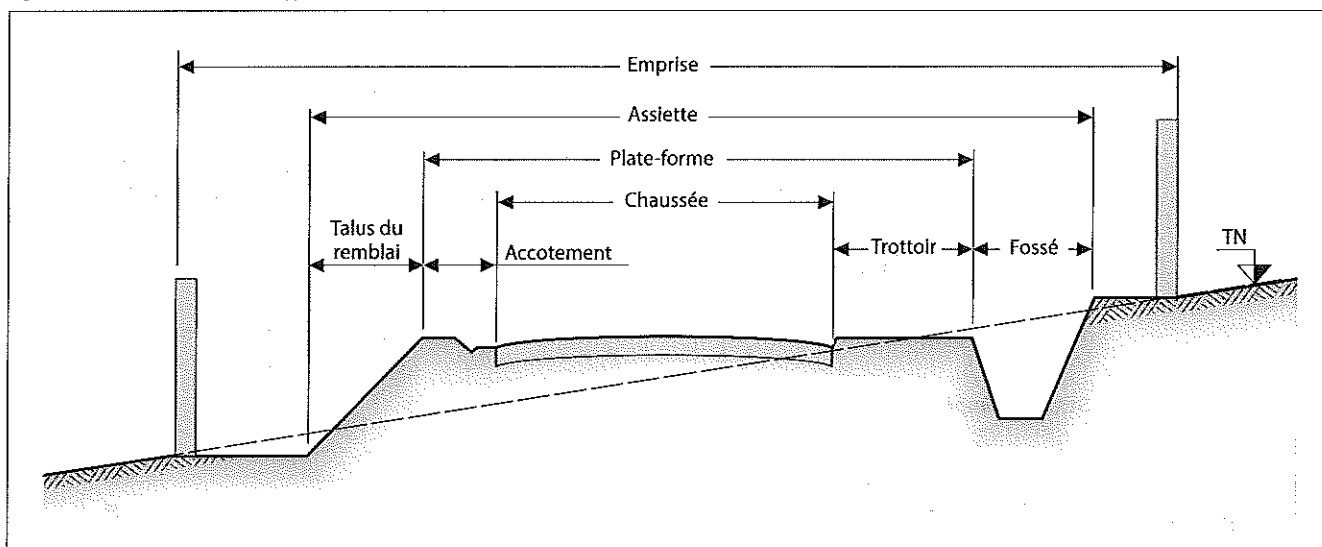 Emprise
Assiette
Plate-forme
Chaussée
Talus du
remblai
Accotement
Trottoir
Fossé
TN